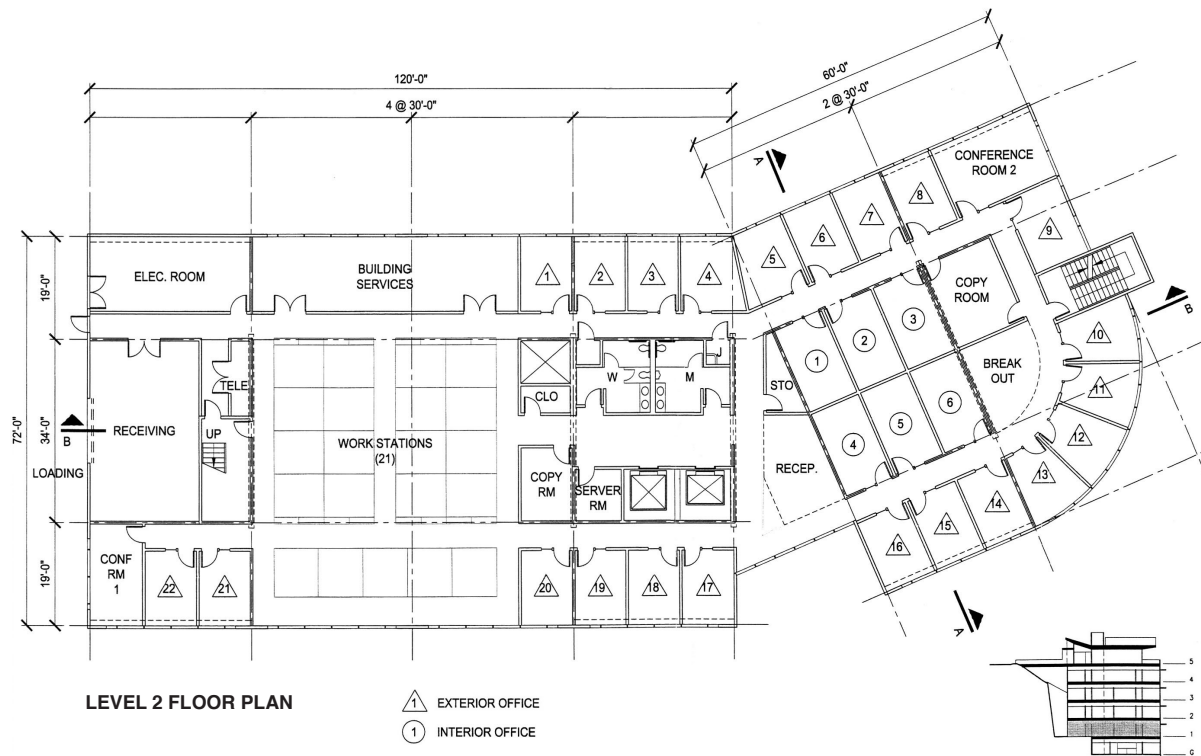 60'-0"
2 @ 30'-0"
120'-0"
4 @ 30'-0"
A
CONFERENCE
ROOM 2
8
7
6
5
9
ELEC. ROOM
BUILDING
SERVICES
1
2
3
4
COPY
ROOM
B
19'-0"
3
2
1
10
BREAK
OUT
11
J
W
M
TELE
CLO
STO
6
5
4
12
72'-0"
34'-0"
B
RECEIVING
UP
WORK STATIONS
(21)
LOADING
COPY
RM
SERVER
RM
RECEP.
13
14
15
16
19'-0"
CONF
RM
1
22
21
20
19
18
17
A
LEVEL 2 FLOOR PLAN
1 EXTERIOR OFFICE
1 INTERIOR OFFICE
5
4
3
2
1
G